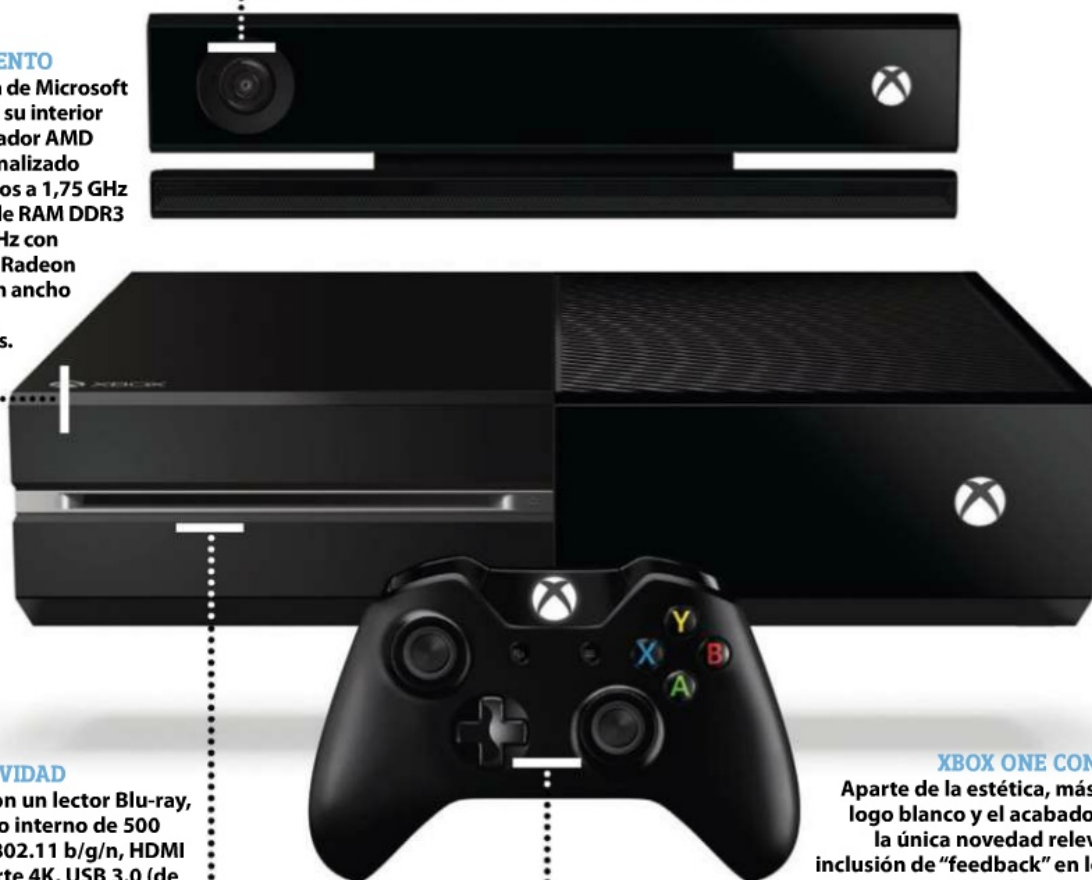 ENTO
de Microsoft
su interior
ador AMD
nalizado
os a 1,75 GHz
de RAM DDR3
Hz con
Radeon
n ancho
s.
XBOX
Y
X
B
A
VIDAD
on un lector Blu-ray,
o interno de 500
802.11 b/g/n, HDMI
rte 4K, USB 3.0 (de
XBOX ONE CON
Aparte de la estética, más
logo blanco y el acabado
la única novedad relev
inclusión de “feedback” en l